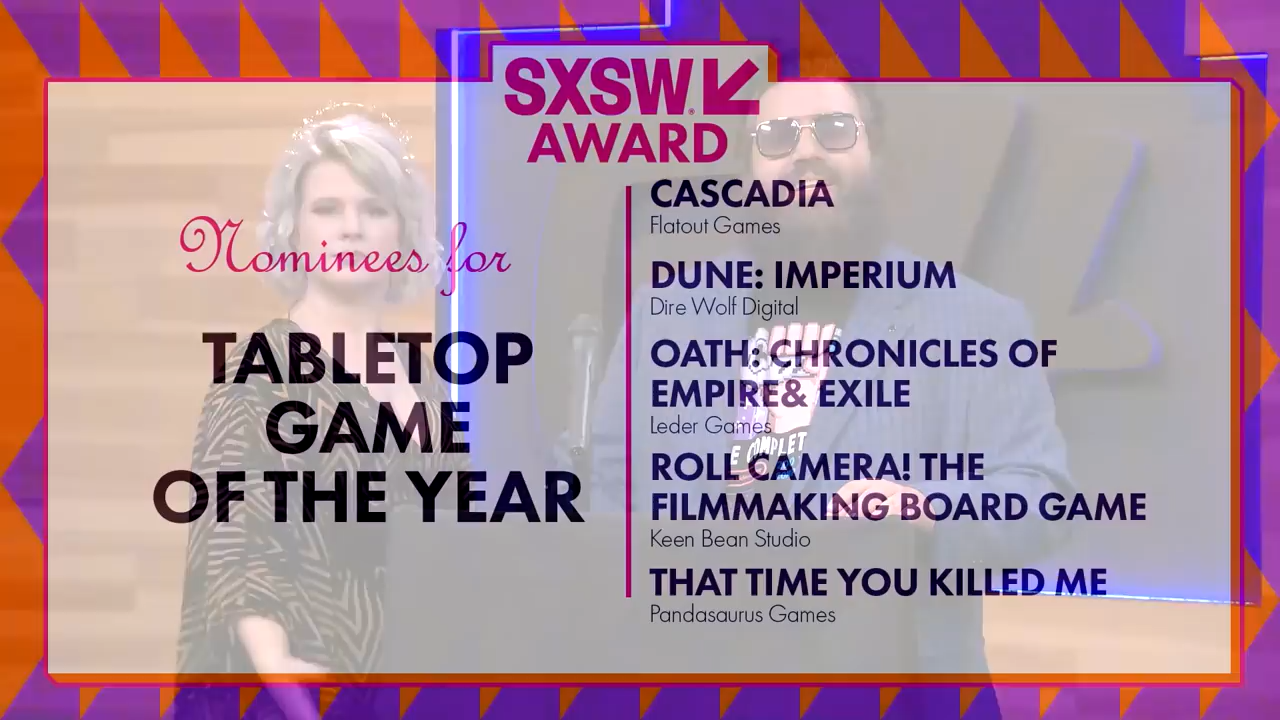 SXSW
AWARD
Nominees for
TABLETOP
GAME
OF THE YEAR
CASCADIA
Flatout Games
DUNE: IMPERIUM
Dire Wolf Digital
OATH: CHRONICLES OF
EMPIRE& EXILE
Leder Games
ROLL CAMERA! THE
FILMMAKING BOARD GAME
Keen Bean Studio
THAT TIME YOU KILLED ME
Pandasaurus Games
E COMPLET